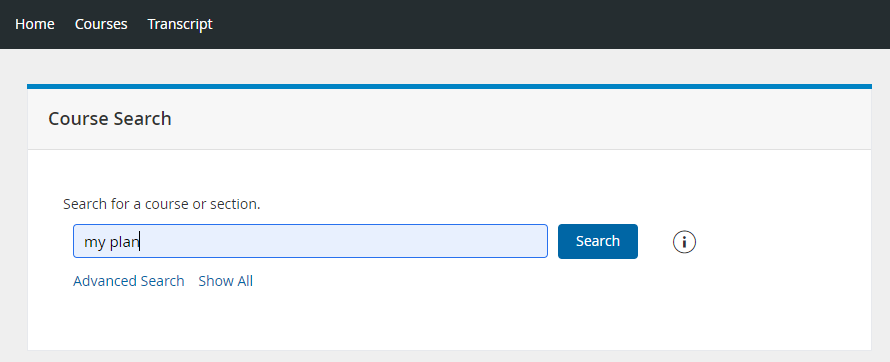 Home Courses Transcript
Course Search
Search for a course or section.
my plan Search
Advanced Search Show All